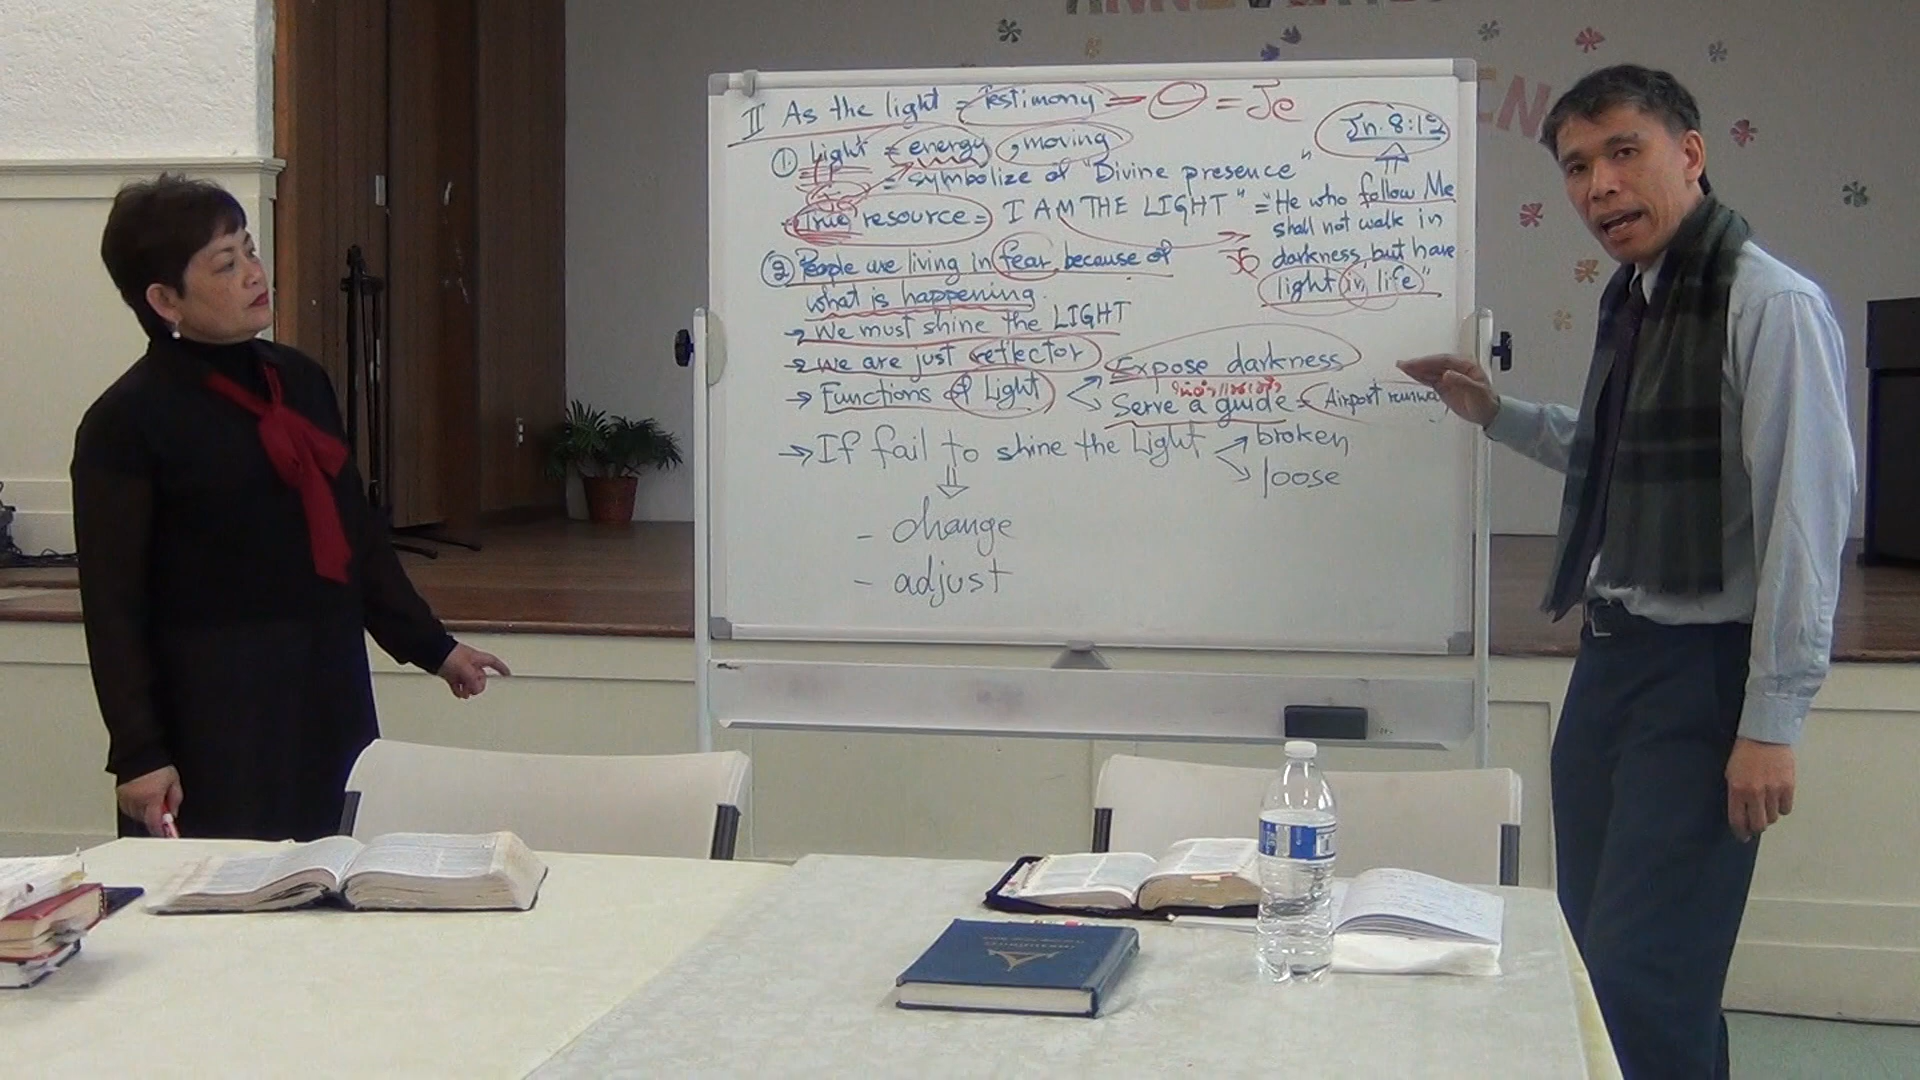 II As the light = Testimony = Je
① Light = energy, moving
Jn. 8:12
= symbolize of "Divine presence"
True resource = I AM THE LIGHT" = "He who follow Me
shall not walk in
darkness but have
light in life"
② People are living in fear because of
what is happening.
→ We must shine the LIGHT
→ we are just reflector
Expose darkness
→ Functions of Light
Serve a guide = Airport runway
→ If fail to shine the Light
broken
loose
- change
- adjust